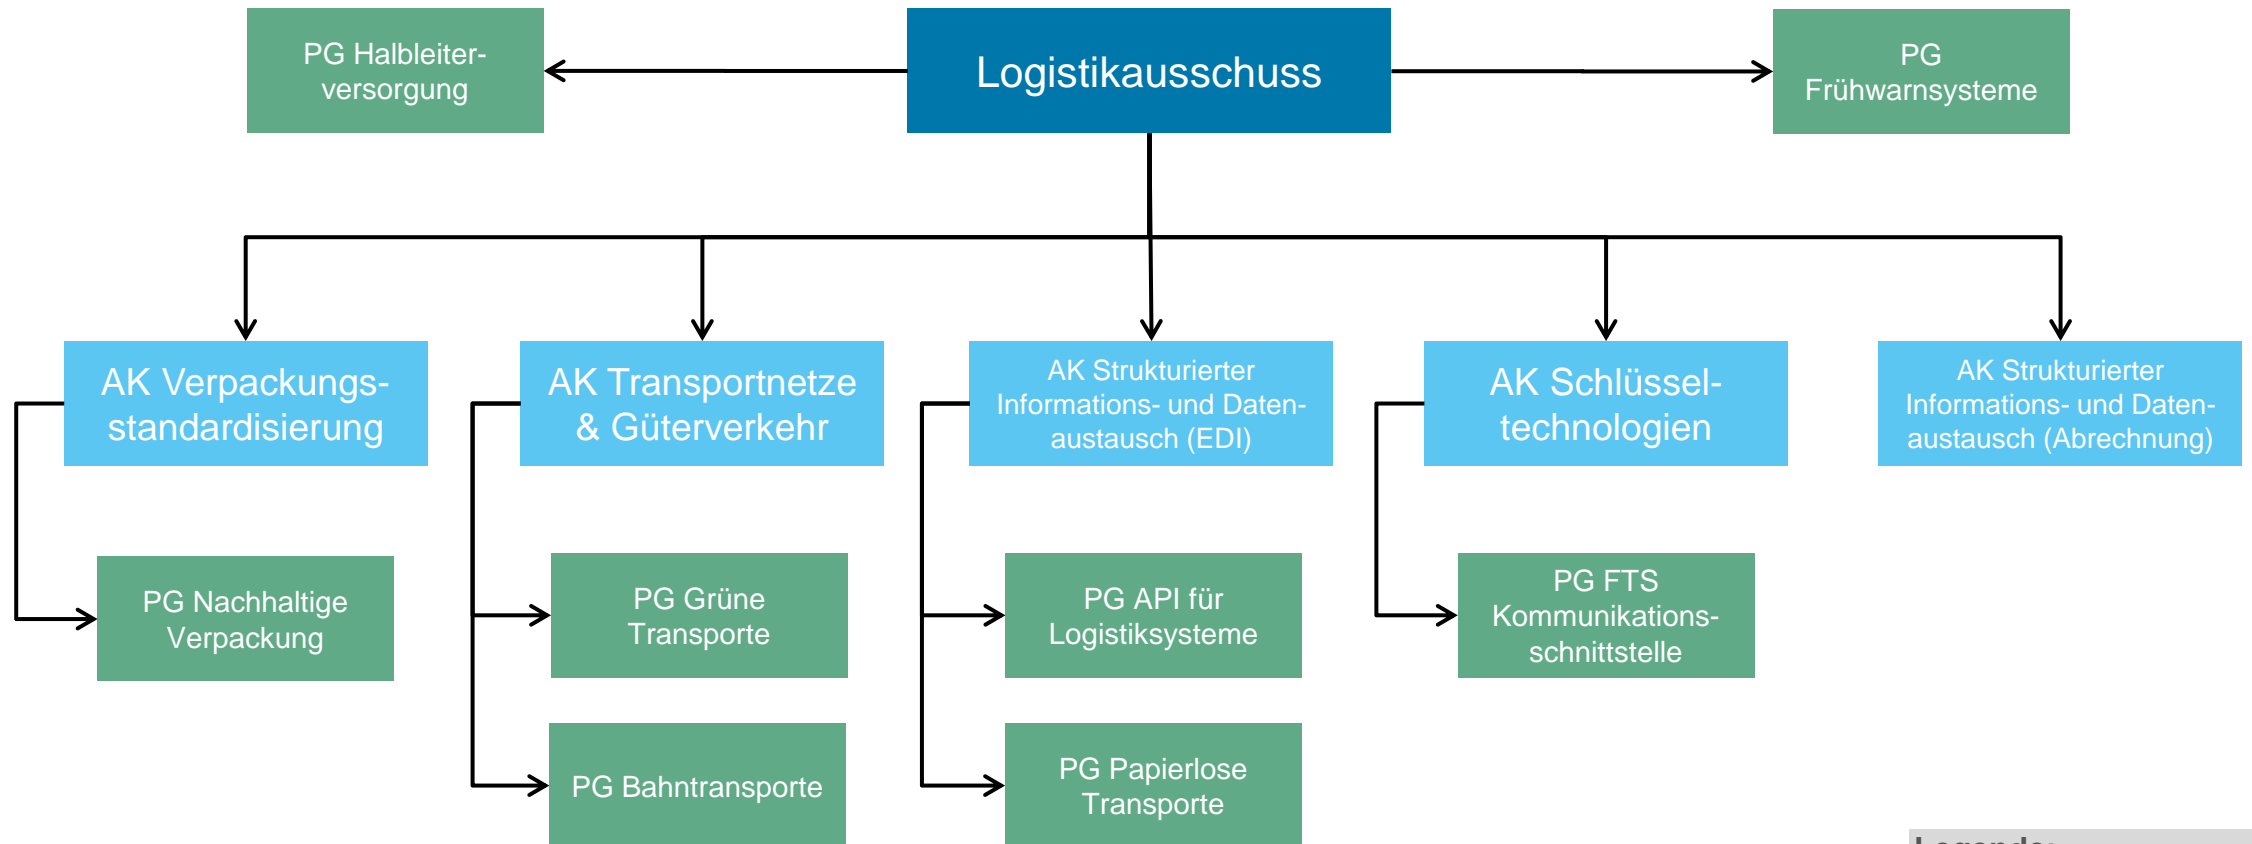 PG Halbleiter-
versorgung
Logistikausschuss
PG
Frühwarnsysteme
AK Verpackungs-
standardisierung
AK Transportnetze
& Güterverkehr
AK Strukturierter
Informations- und Daten-
austausch (EDI)
AK Schlüssel-
technologien
AK Strukturierter
Informations- und Daten-
austausch (Abrechnung)
PG Nachhaltige
Verpackung
PG Grüne
Transporte
PG API für
Logistiksysteme
PG FTS
Kommunikations-
schnittstelle
PG Bahntransporte
PG Papierlose
Transporte
Legende: